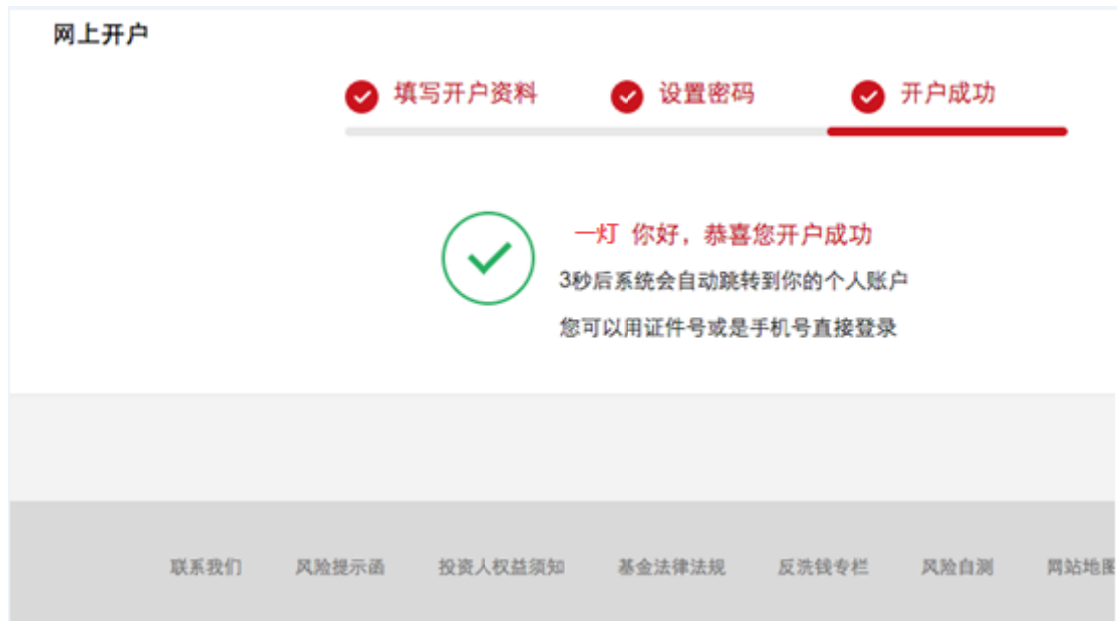 网上开户
填写开户资料 设置密码 开户成功
一灯 你好，恭喜您开户成功
3秒后系统会自动跳转到你的个人账户
您可以用证件号或是手机号直接登录
联系我们 风险提示函 投资人权益须知 基金法律法规 反洗钱专栏 风险自测 网站地图